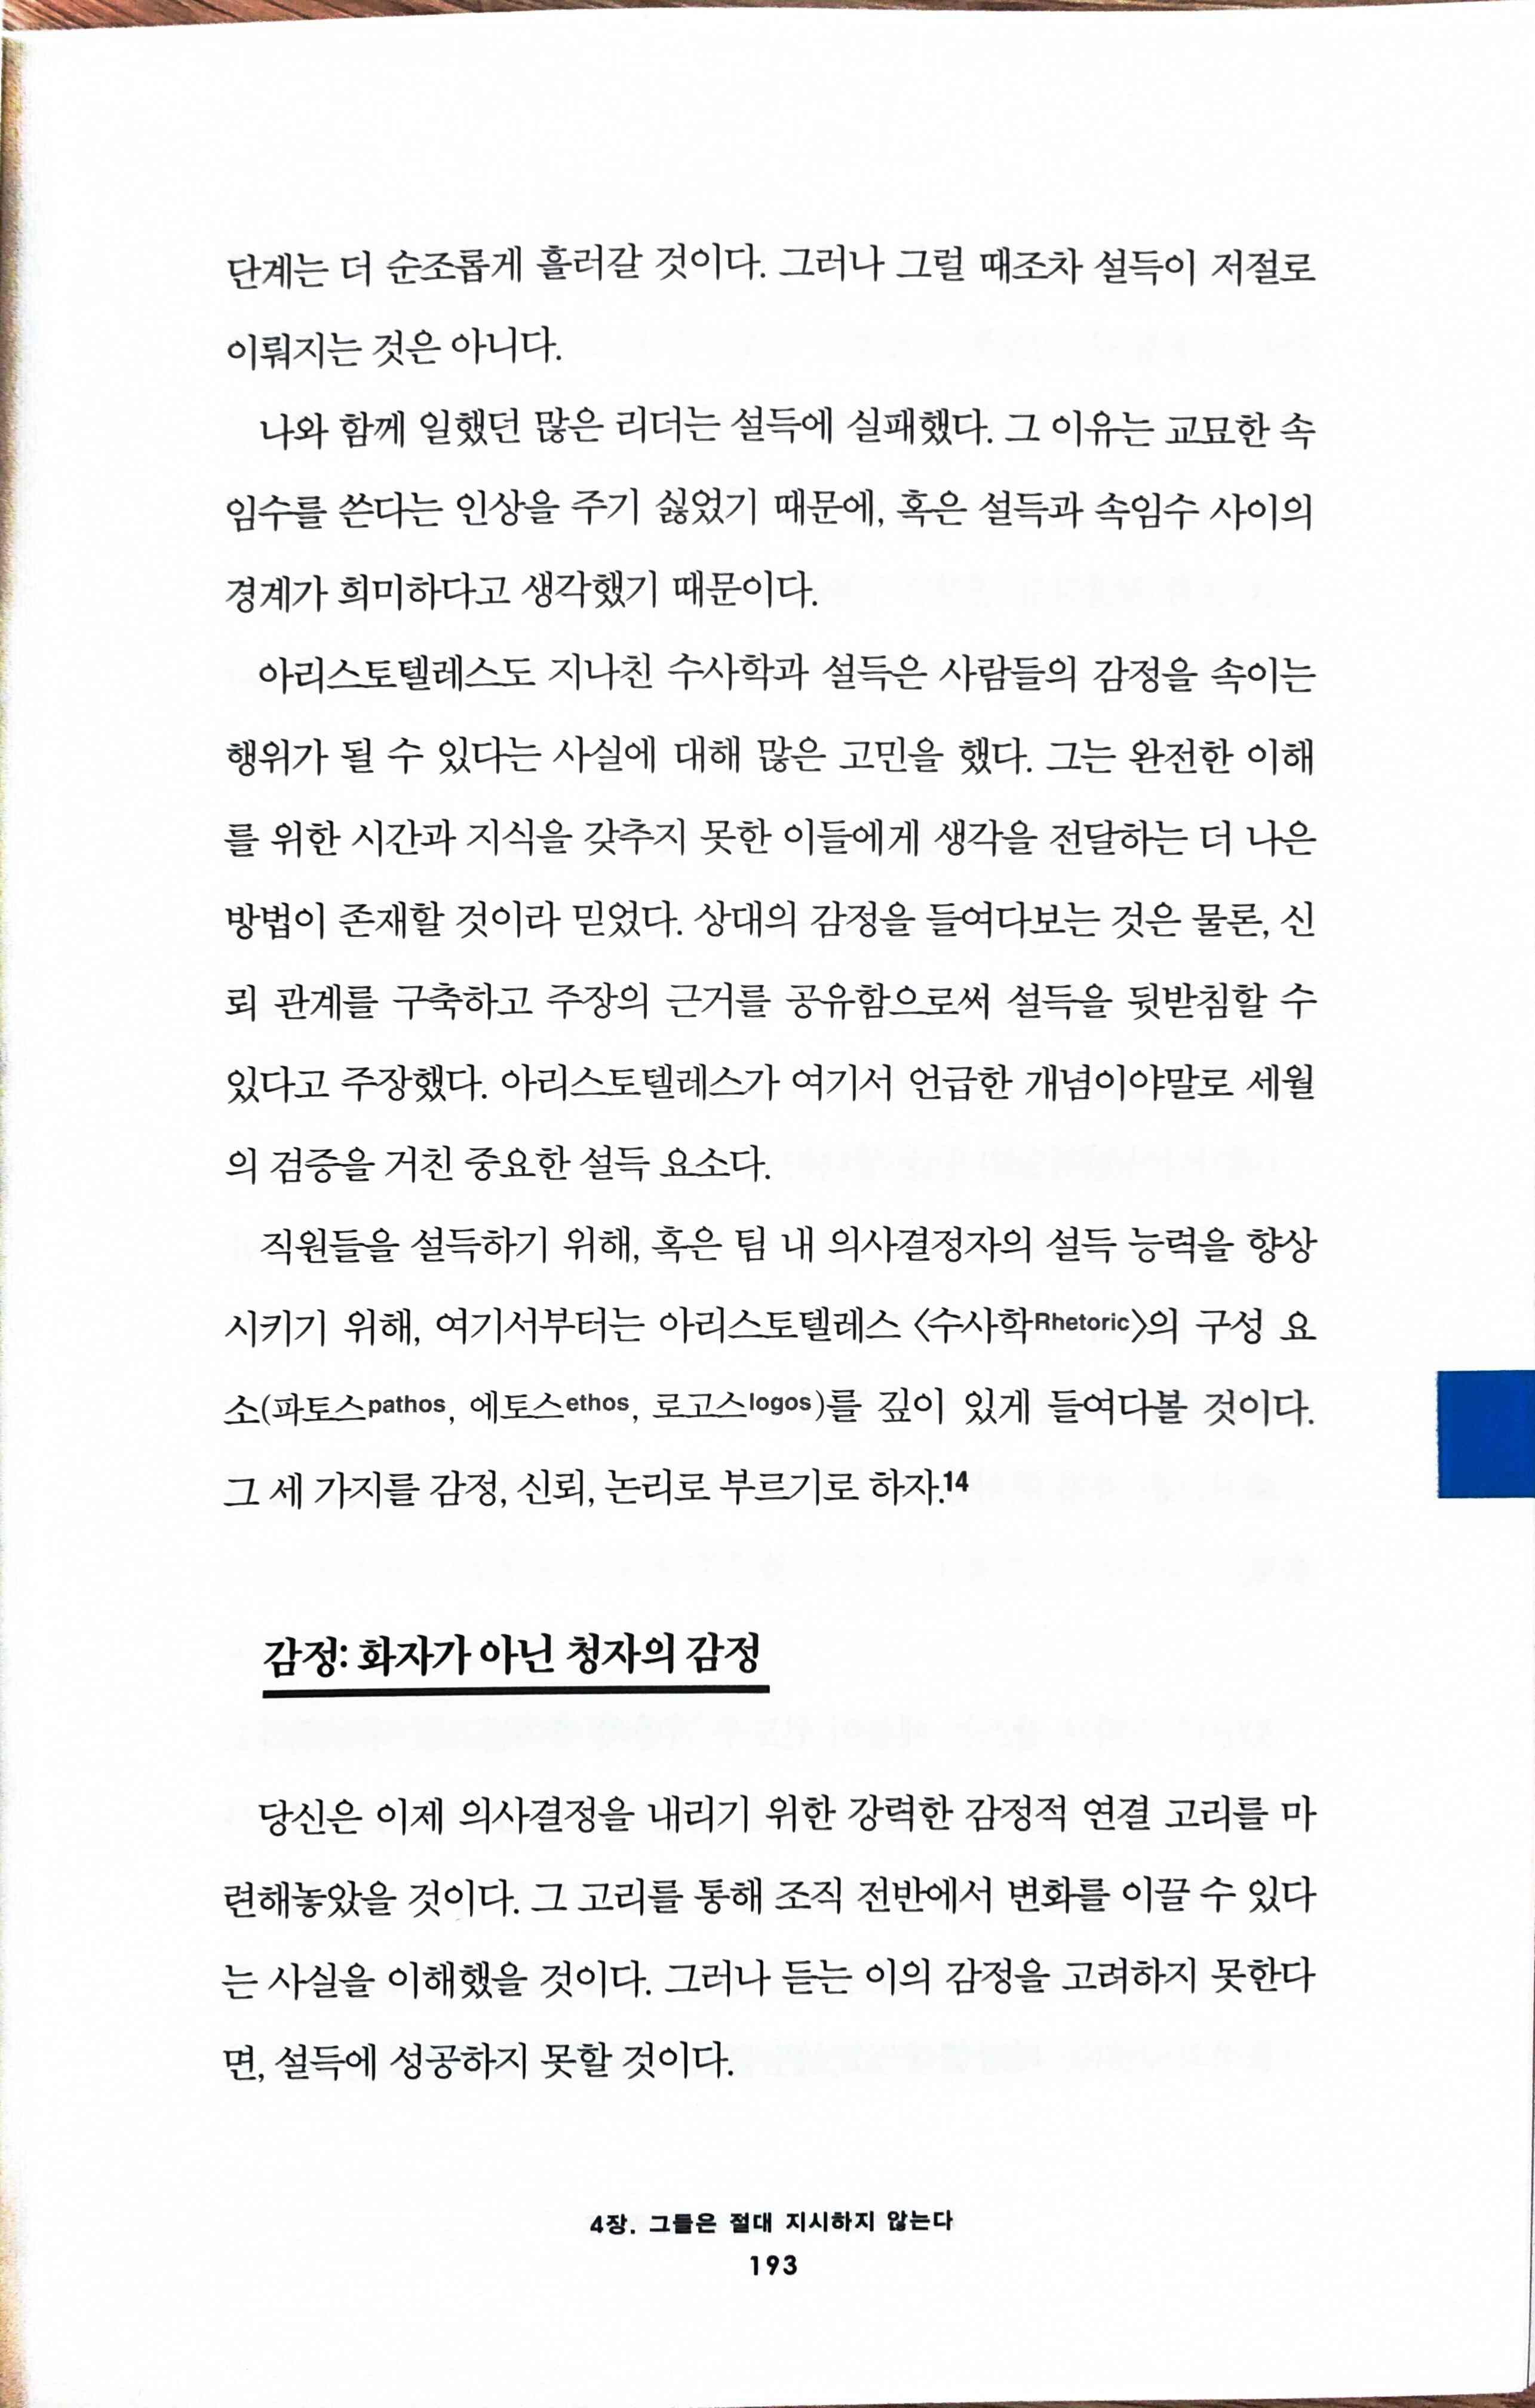 단계는 더 순조롭게 흘러갈 것이다. 그러나 그럴 때조차 설득이 저절로
이뤄지는 것은 아니다.
나와 함께 일했던 많은 리더는 설득에 실패했다. 그 이유는 교묘한 속
임수를 쓴다는 인상을 주기 싫었기 때문에, 혹은 설득과 속임수 사이의
경계가 희미하다고 생각했기 때문이다.
아리스토텔레스도 지나친 수사학과 설득은 사람들의 감정을 속이는
행위가 될 수 있다는 사실에 대해 많은 고민을 했다. 그는 완전한 이해
를 위한 시간과 지식을 갖추지 못한 이들에게 생각을 전달하는 더 나은
방법이 존재할 것이라 믿었다. 상대의 감정을 들여다보는 것은 물론, 신
뢰 관계를 구축하고 주장의 근거를 공유함으로써 설득을 뒷받침할 수
있다고 주장했다. 아리스토텔레스가 여기서 언급한 개념이야말로 세월
의 검증을 거친 중요한 설득 요소다.
직원들을 설득하기 위해, 혹은 팀 내 의사결정자의 설득 능력을 향상
시키기 위해, 여기서부터는 아리스토텔레스 〈수사학Rhetoric〉의 구성 요
소(파토스pathos, 에토스ethos, 로고스logos)를 깊이 있게 들여다볼 것이다.
그 세 가지를 감정, 신뢰, 논리로 부르기로 하자.14
감정: 화자가 아닌 청자의 감정
당신은 이제 의사결정을 내리기 위한 강력한 감정적 연결 고리를 마
련해놓았을 것이다. 그 고리를 통해 조직 전반에서 변화를 이끌 수 있다
는 사실을 이해했을 것이다. 그러나 듣는 이의 감정을 고려하지 못한다
면, 설득에 성공하지 못할 것이다.
4장. 그들은 절대 지시하지 않는다
193